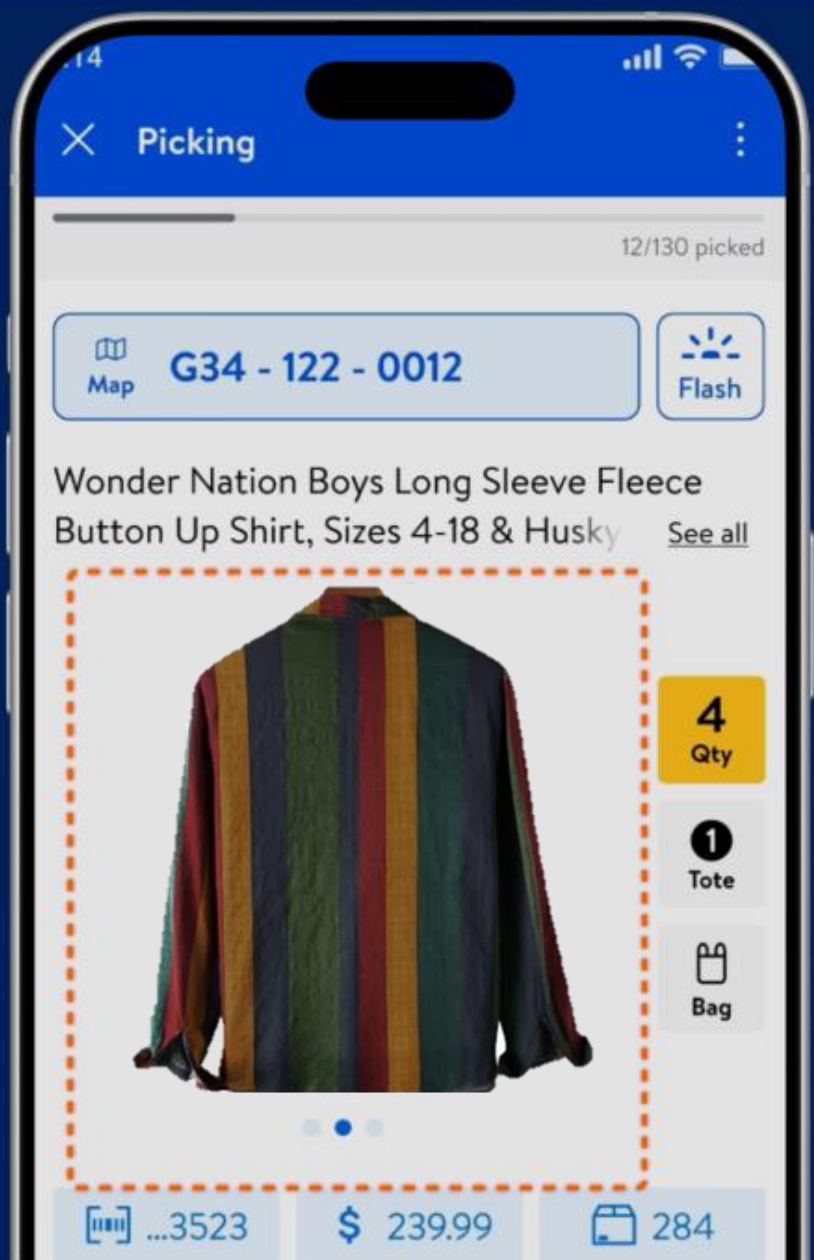 :14
Picking
12/130 picked
Map G34 - 122 - 0012
Flash
Wonder Nation Boys Long Sleeve Fleece
Button Up Shirt, Sizes 4-18 & Husky See all
4
Qty
1
Tote
Bag
...3523 $ 239.99 284